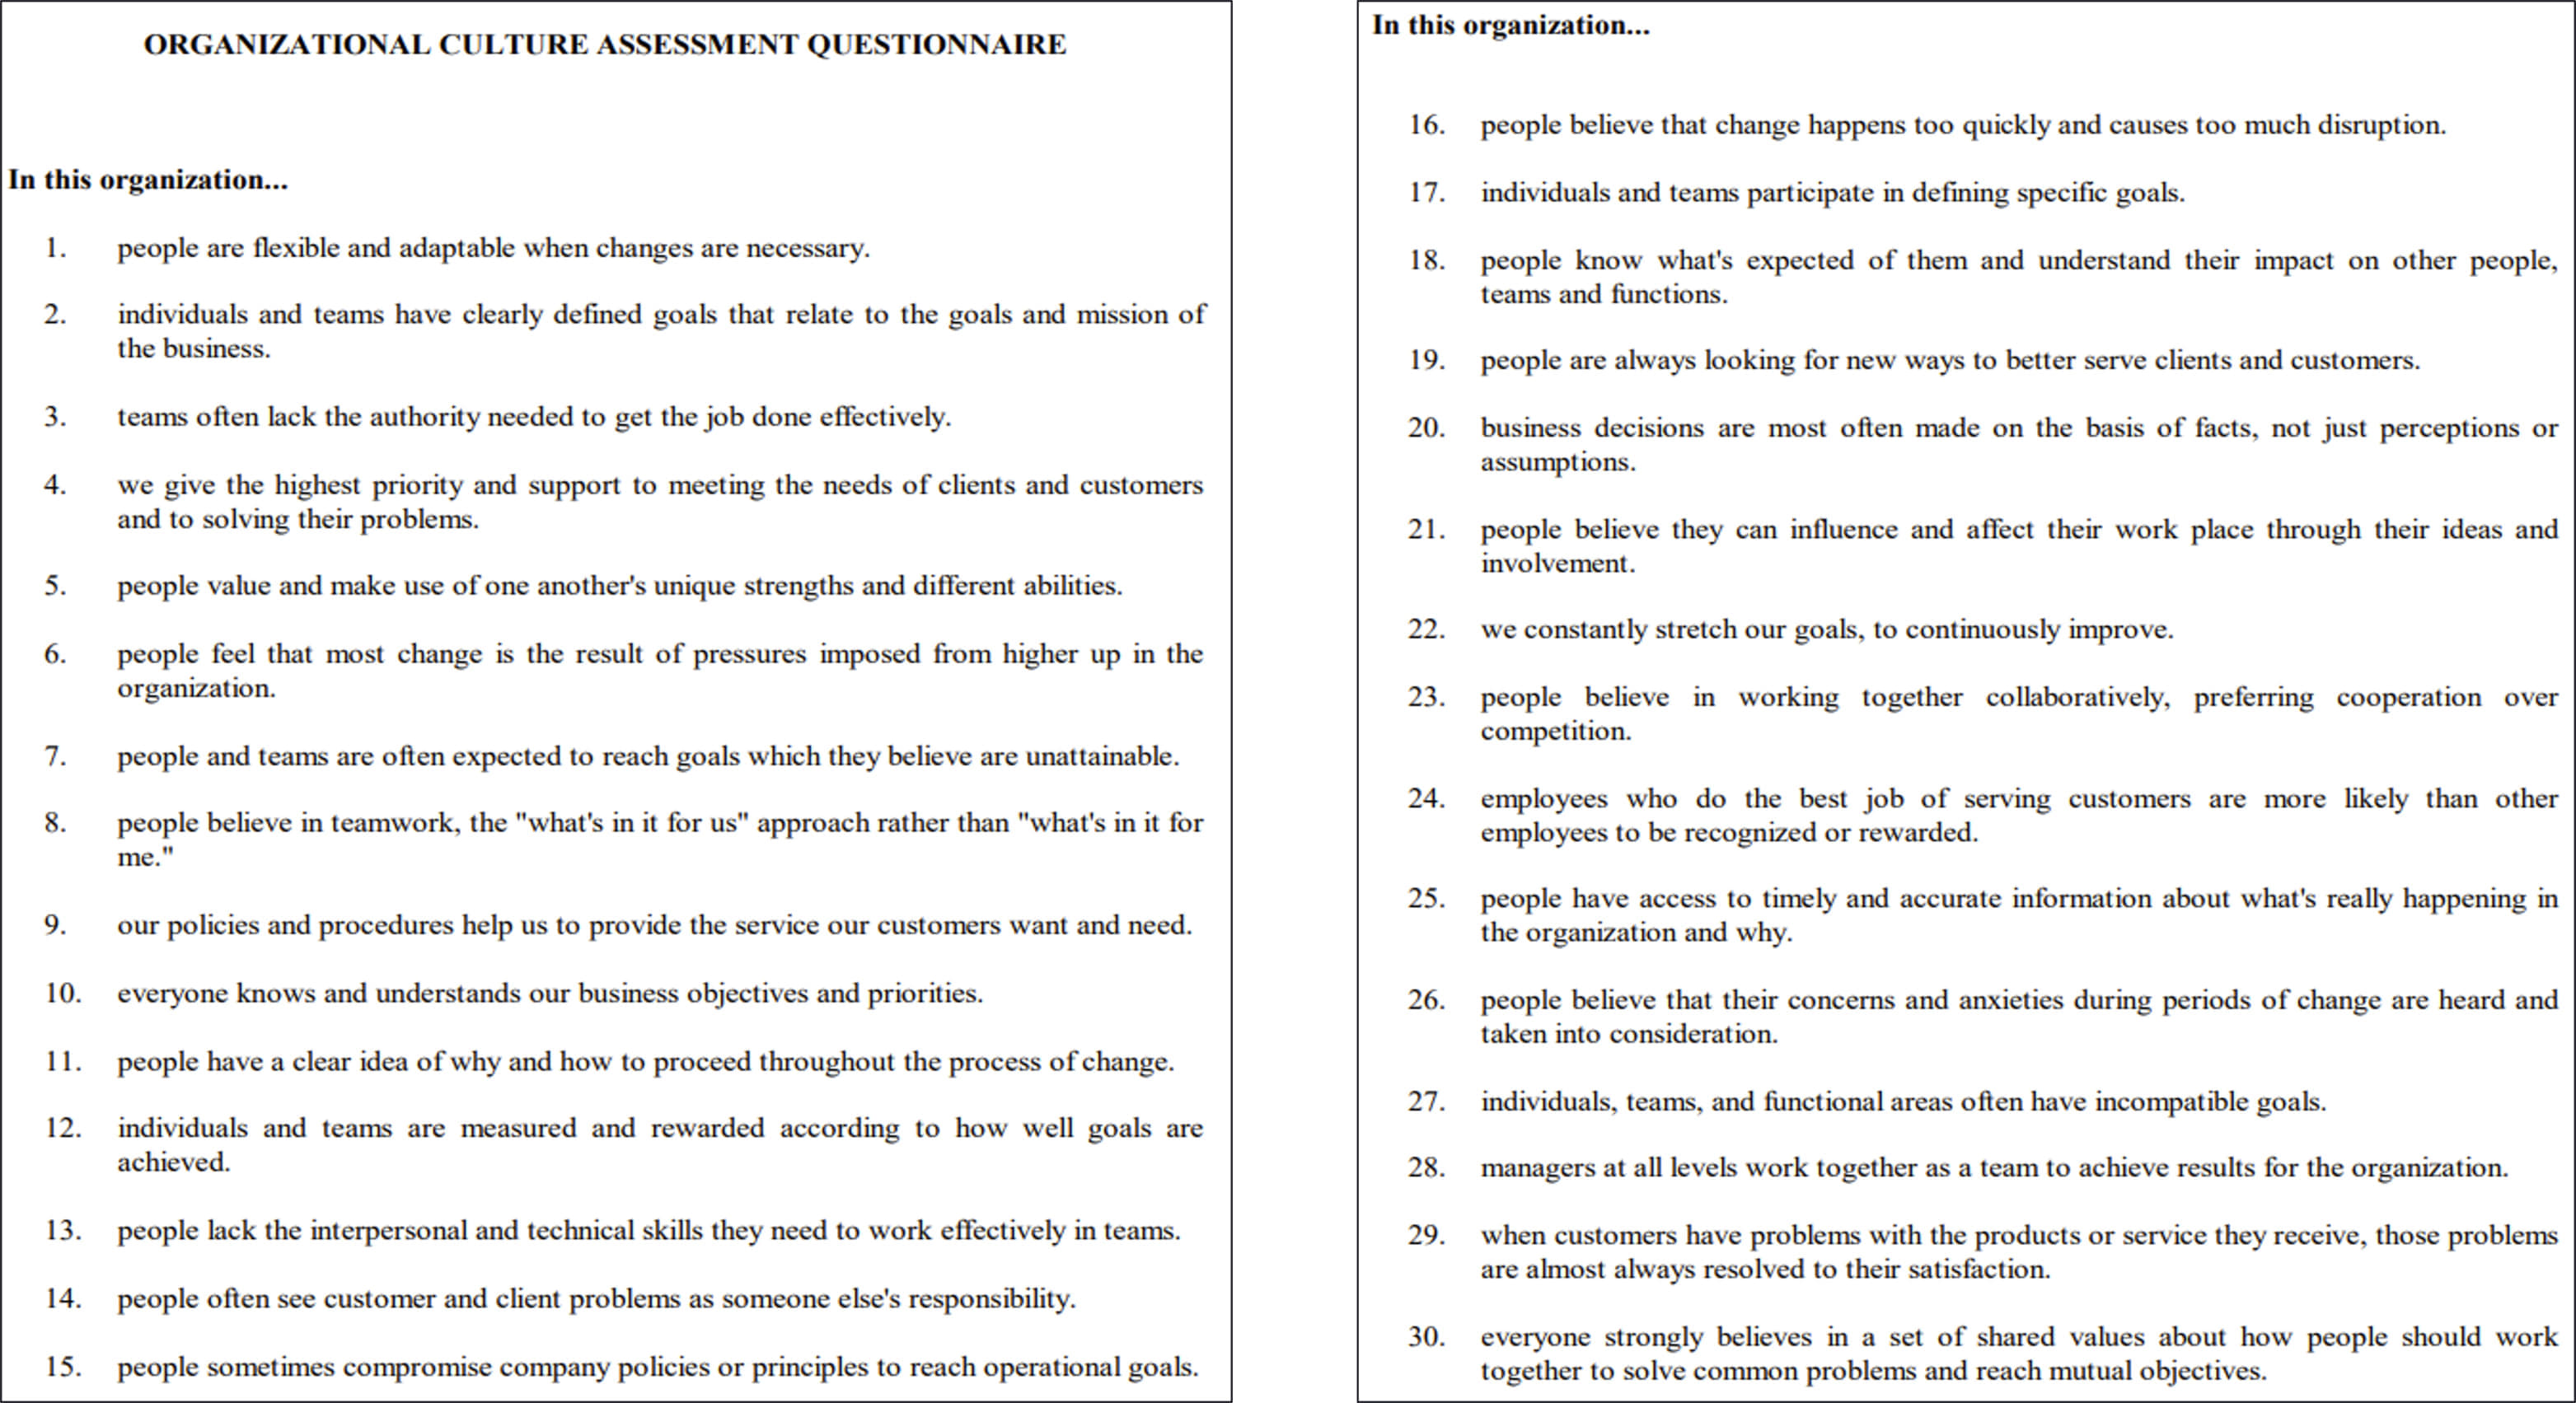 ORGANIZATIONAL CULTURE ASSESSMENT QUESTIONNAIRE
In this organization...
1. people are flexible and adaptable when changes are necessary.
2. individuals and teams have clearly defined goals that relate to the goals and mission of
the business.
3. teams often lack the authority needed to get the job done effectively.
4. we give the highest priority and support to meeting the needs of clients and customers
and to solving their problems.
5. people value and make use of one another's unique strengths and different abilities.
6. people feel that most change is the result of pressures imposed from higher up in the
organization.
7. people and teams are often expected to reach goals which they believe are unattainable.
8. people believe in teamwork, the "what's in it for us" approach rather than "what's in it for
me."
9. our policies and procedures help us to provide the service our customers want and need.
10. everyone knows and understands our business objectives and priorities.
11. people have a clear idea of why and how to proceed throughout the process of change.
12. individuals and teams are measured and rewarded according to how well goals are
achieved.
13. people lack the interpersonal and technical skills they need to work effectively in teams.
14. people often see customer and client problems as someone else's responsibility.
15. people sometimes compromise company policies or principles to reach operational goals.
In this organization...
16. people believe that change happens too quickly and causes too much disruption.
17. individuals and teams participate in defining specific goals.
18. people know what's expected of them and understand their impact on other people,
teams and functions.
19. people are always looking for new ways to better serve clients and customers.
20. business decisions are most often made on the basis of facts, not just perceptions or
assumptions.
21. people believe they can influence and affect their work place through their ideas and
involvement.
22. we constantly stretch our goals, to continuously improve.
23. people believe in working together collaboratively, preferring cooperation over
competition.
24. employees who do the best job of serving customers are more likely than other
employees to be recognized or rewarded.
25. people have access to timely and accurate information about what's really happening in
the organization and why.
26. people believe that their concerns and anxieties during periods of change are heard and
taken into consideration.
27. individuals, teams, and functional areas often have incompatible goals.
28. managers at all levels work together as a team to achieve results for the organization.
29. when customers have problems with the products or service they receive, those problems
are almost always resolved to their satisfaction.
30. everyone strongly believes in a set of shared values about how people should work
together to solve common problems and reach mutual objectives.